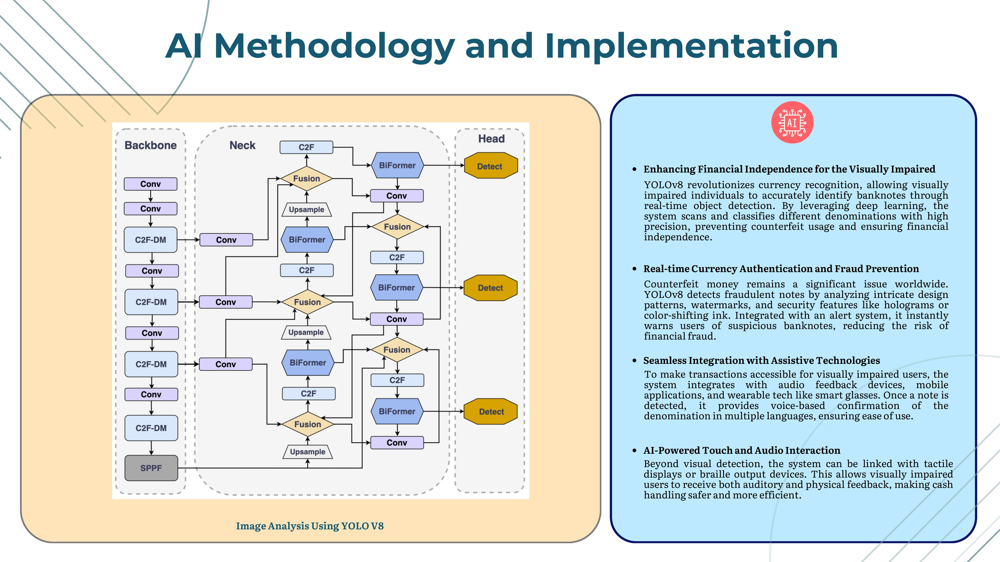 AI Methodology and Implementation
Backbone
Conv
Conv
C2F-DM
Conv
C2F-DM
Conv
C2F-DM
Conv
C2F-DM
SPPF
Neck
Conv
Conv
Conv
C2F
Fusion
Upsample
BiFormer
C2F
Fusion
Upsample
BiFormer
C2F
Fusion
Upsample
BiFormer
Conv
Fusion
C2F
BiFormer
Conv
Fusion
C2F
BiFormer
Conv
Head
Detect
Detect
Detect
Image Analysis Using YOLO V8
AI
• Enhancing Financial Independence for the Visually Impaired
YOLOv8 revolutionizes currency recognition, allowing visually
impaired individuals to accurately identify banknotes through
real-time object detection. By leveraging deep learning, the
system scans and classifies different denominations with high
precision, preventing counterfeit usage and ensuring financial
independence.
• Real-time Currency Authentication and Fraud Prevention
Counterfeit money remains a significant issue worldwide.
YOLOv8 detects fraudulent notes by analyzing intricate design
patterns, watermarks, and security features like holograms or
color-shifting ink. Integrated with an alert system, it instantly
warns users of suspicious banknotes, reducing the risk of
financial fraud.
• Seamless Integration with Assistive Technologies
To make transactions accessible for visually impaired users, the
system integrates with audio feedback devices, mobile
applications, and wearable tech like smart glasses. Once a note is
detected, it provides voice-based confirmation of the
denomination in multiple languages, ensuring ease of use.
• AI-Powered Touch and Audio Interaction
Beyond visual detection, the system can be linked with tactile
displays or braille output devices. This allows visually impaired
users to receive both auditory and physical feedback, making cash
handling safer and more efficient.